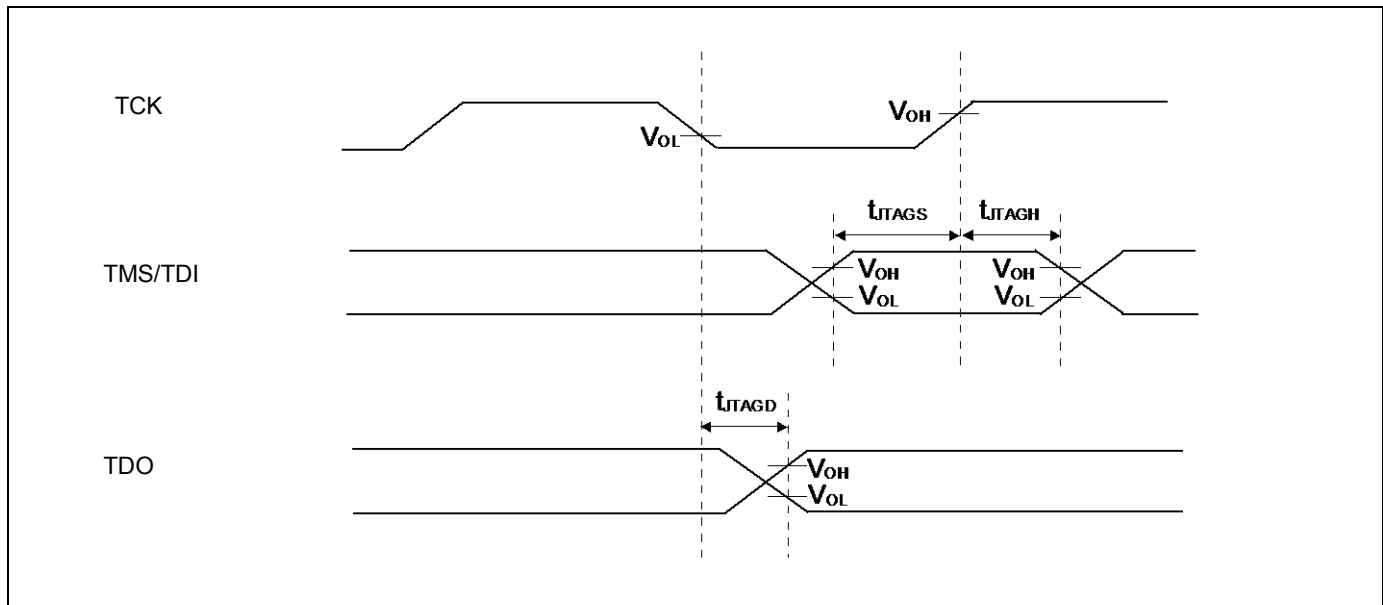 TCK
VOL
VOH
tJTAGS
tJTAGH
TMS/TDI
VOH
VOL
VOH
VOL
tJTAGD
TDO
VOH
VOL